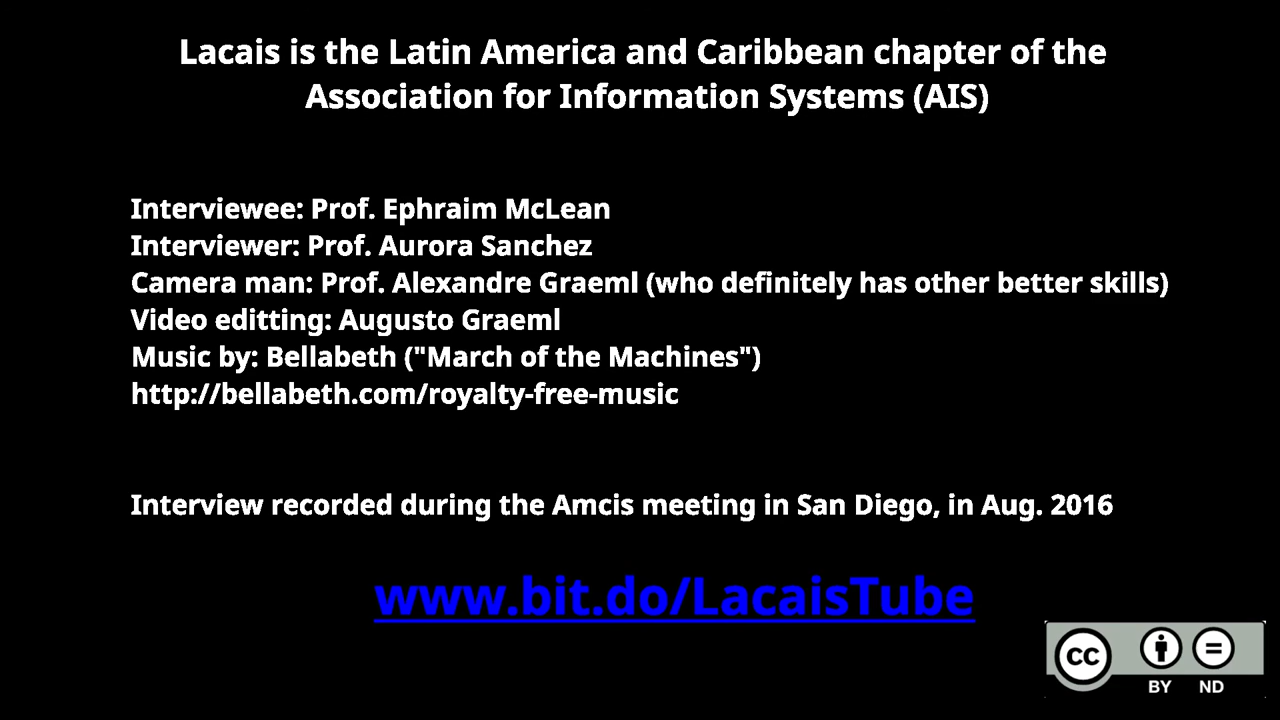 Lacais is the Latin America and Caribbean chapter of the
Association for Information Systems (AIS)
Interviewee: Prof. Ephraim McLean
Interviewer: Prof. Aurora Sanchez
Camera man: Prof. Alexandre Graeml (who definitely has other better skills)
Video editting: Augusto Graeml
Music by: Bellabeth ("March of the Machines")
http://bellabeth.com/royalty-free-music
Interview recorded during the Amcis meeting in San Diego, in Aug. 2016
www.bit.do/LacaisTube
CC
BY ND